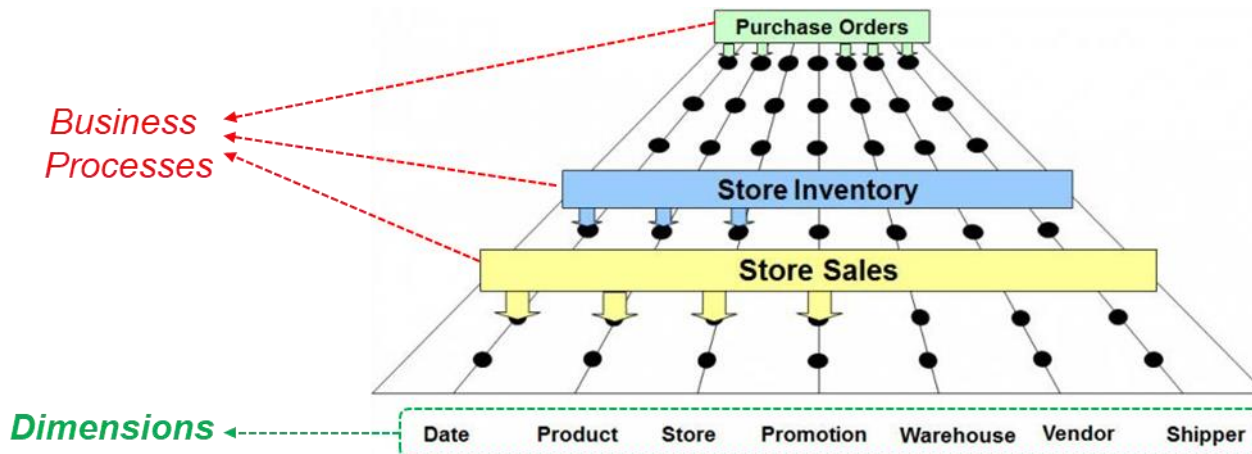 Purchase Orders
Business
Processes
Store Inventory
Store Sales
Dimensions
Date Product Store Promotion Warehouse Vendor Shipper